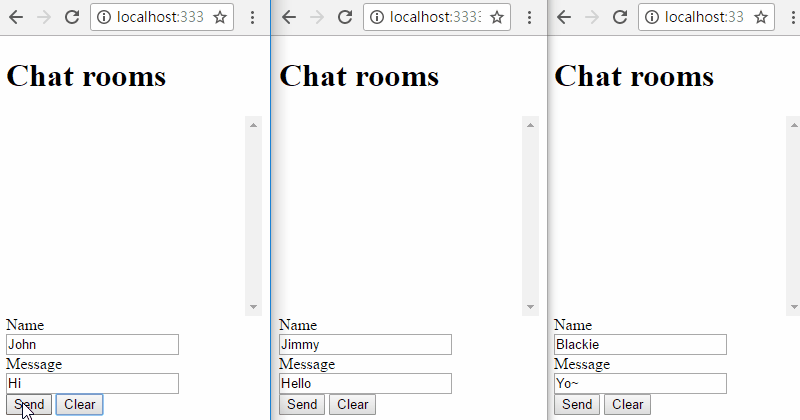 localhost:333
Chat rooms
Name
John
Message
Hi
Send Clear
localhost:3333
Chat rooms
Name
Jimmy
Message
Hello
Send Clear
localhost:33
Chat rooms
Name
Blackie
Message
Yo~
Send Clear